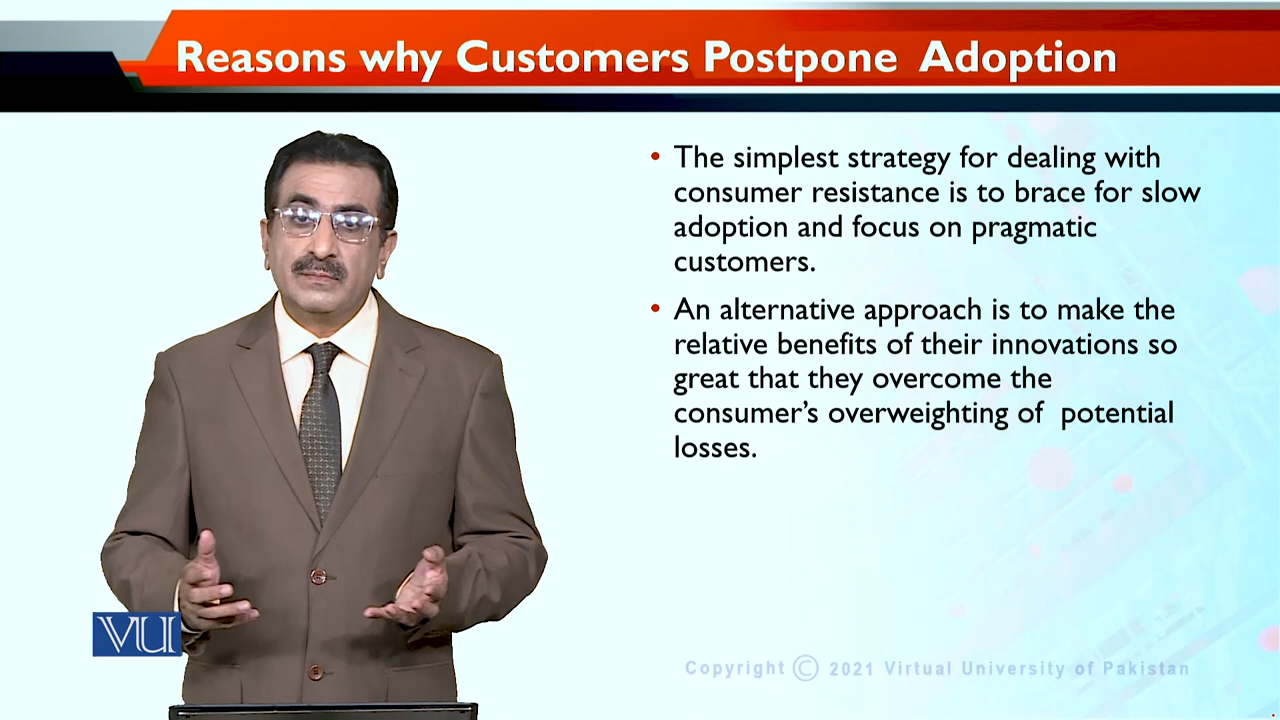 Reasons why Customers Postpone Adoption
• The simplest strategy for dealing with
consumer resistance is to brace for slow
adoption and focus on pragmatic
customers.
• An alternative approach is to make the
relative benefits of their innovations so
great that they overcome the
consumer’s overweighting of potential
losses.
VU
Copyright © 2021 Virtual University of Pakistan